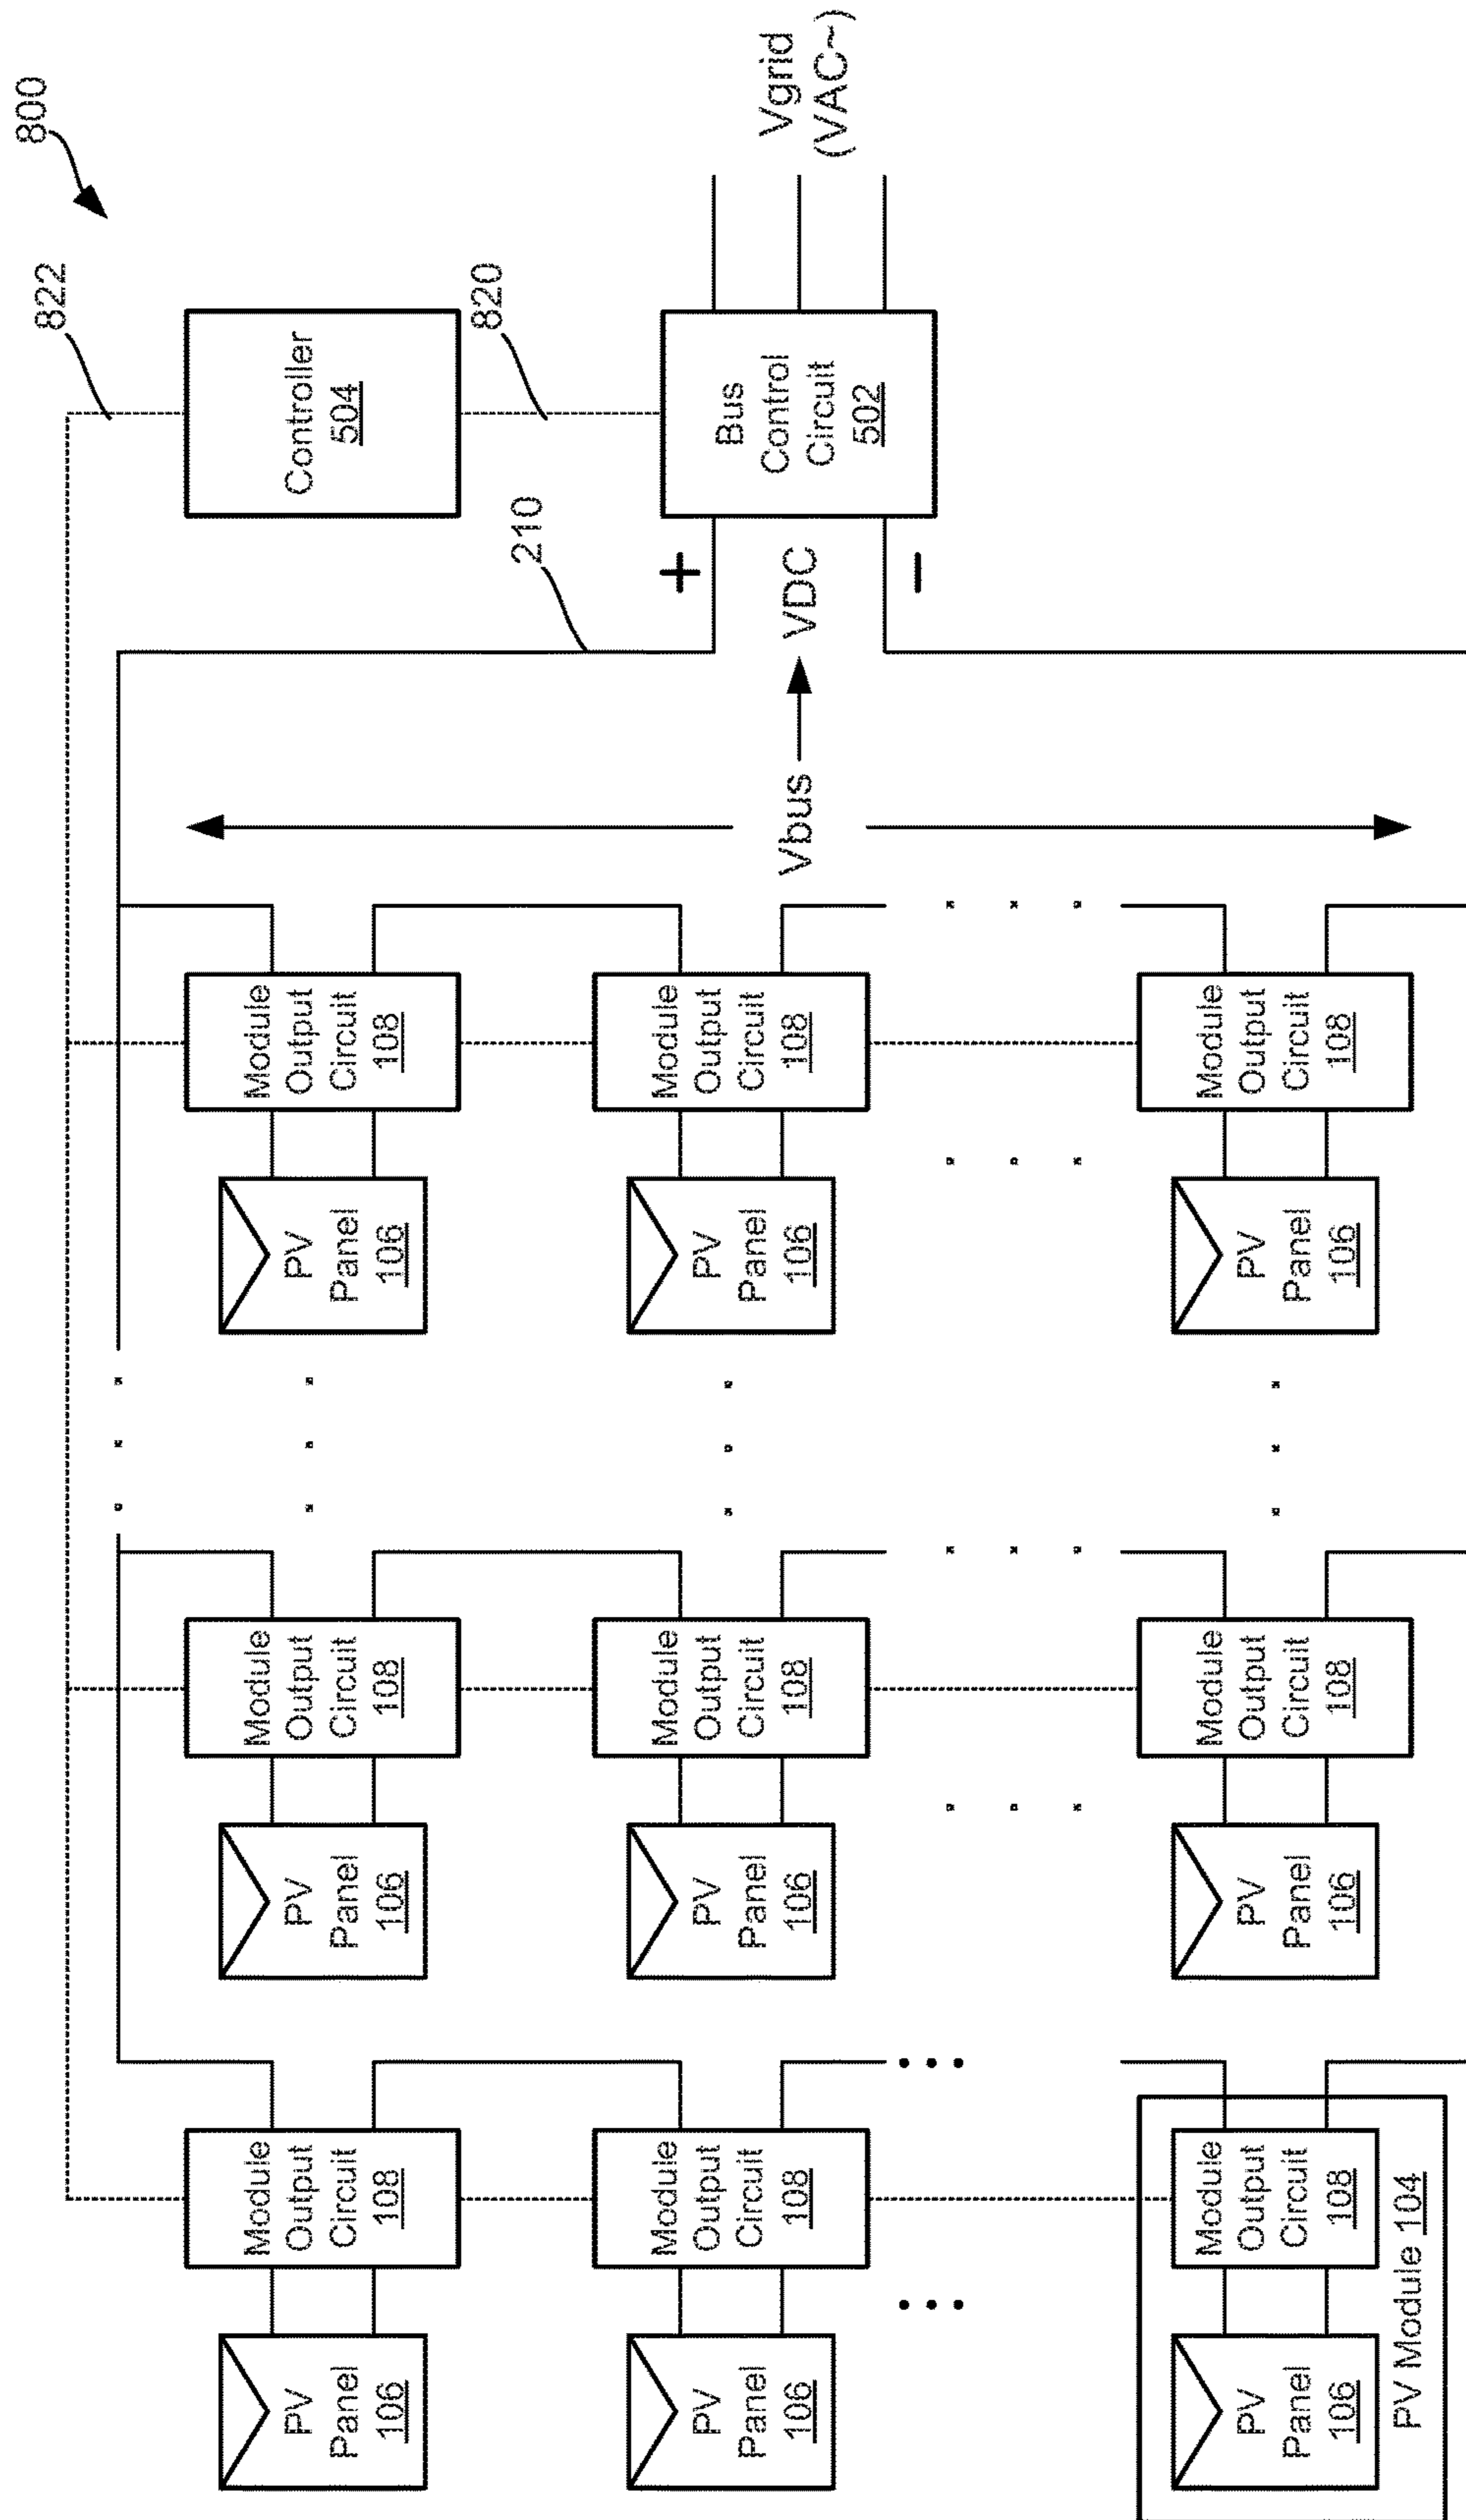 800
822
PV
Panel
106
Module
Output
Circuit
108
PV
Panel
106
Module
Output
Circuit
108
PV
Panel
106
Module
Output
Circuit
108
Controller
504
820
210
PV
Panel
106
Module
Output
Circuit
108
PV
Panel
106
Module
Output
Circuit
108
PV
Panel
106
Module
Output
Circuit
108
+
Vbus
VDC
−
Bus
Control
Circuit
502
Vgrid
(VAC~)
PV
Panel
106
Module
Output
Circuit
108
PV Module 104
PV
Panel
106
Module
Output
Circuit
108
PV
Panel
106
Module
Output
Circuit
108